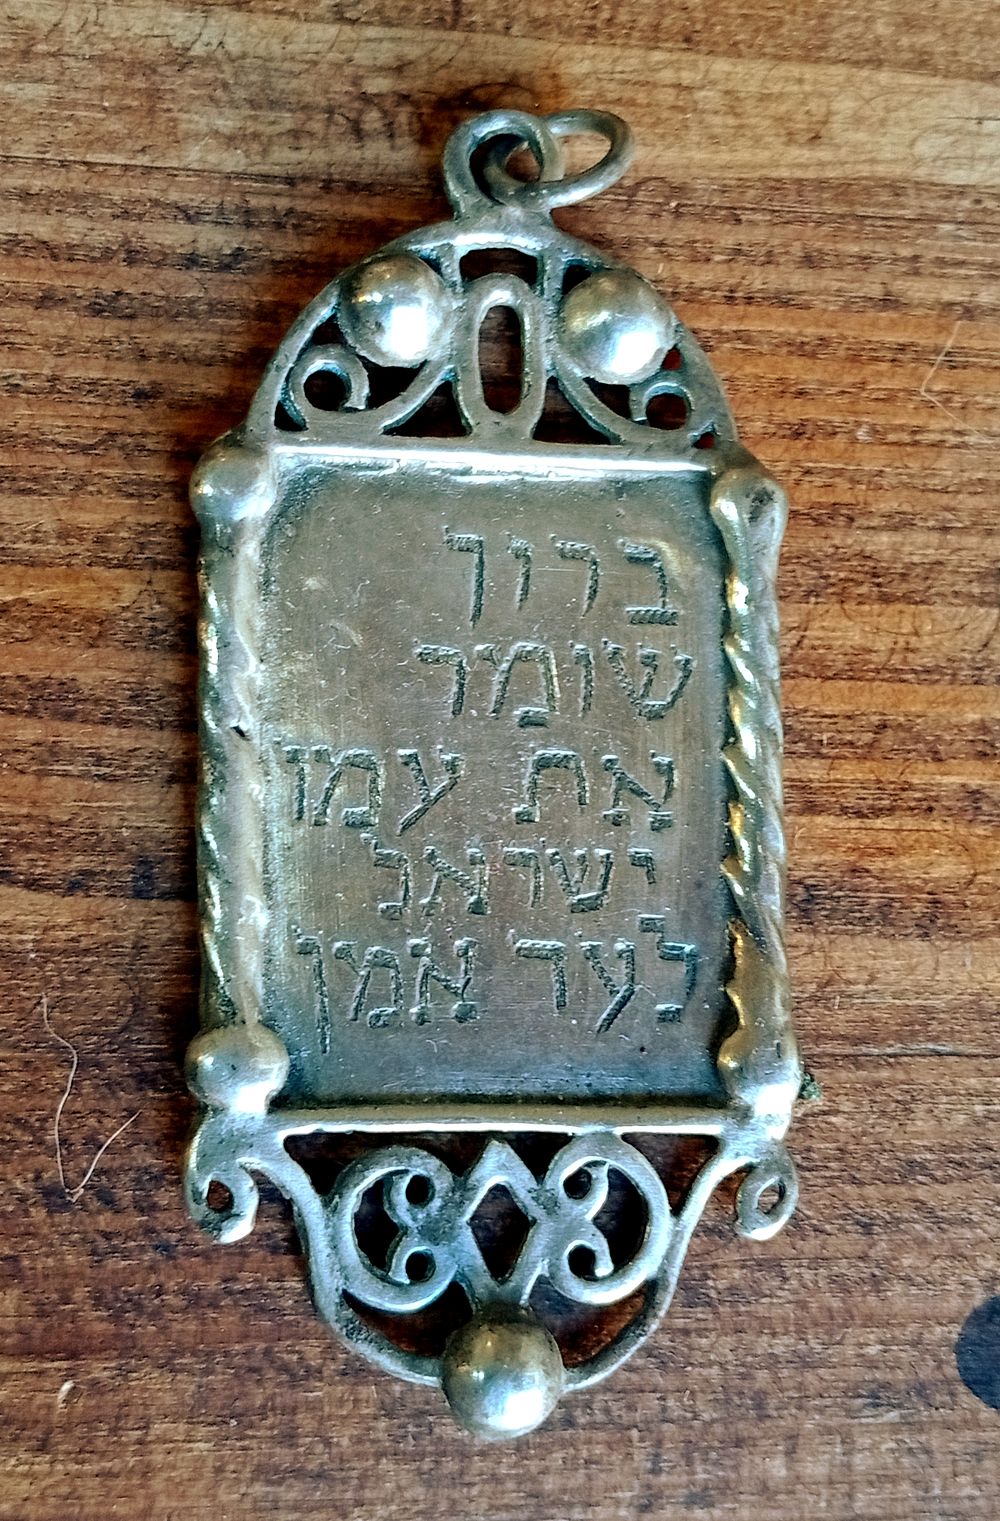 ברוך
שומר
את עמו
ישראל
לעד אמן